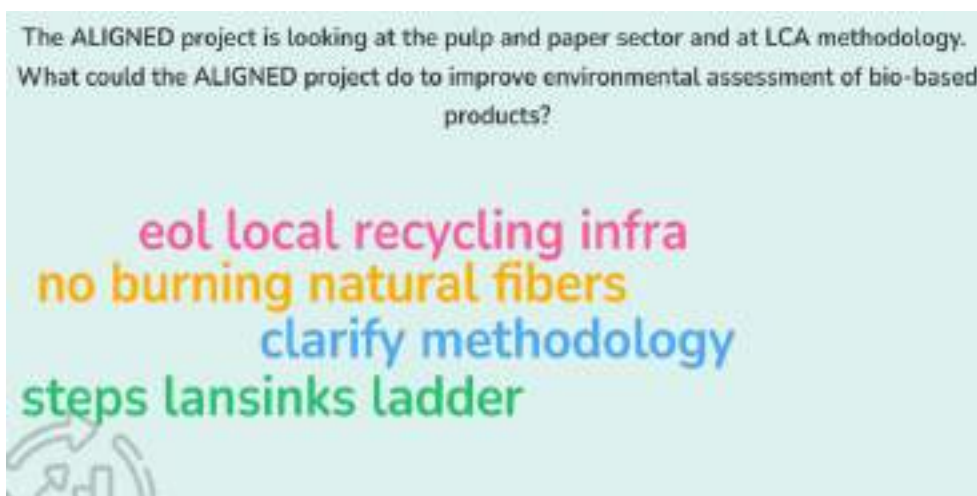 The ALIGNED project is looking at the pulp and paper sector and at LCA methodology.
What could the ALIGNED project do to improve environmental assessment of bio-based
products?
eol local recycling infra
no burning natural fibers
clarify methodology
steps lansinks ladder